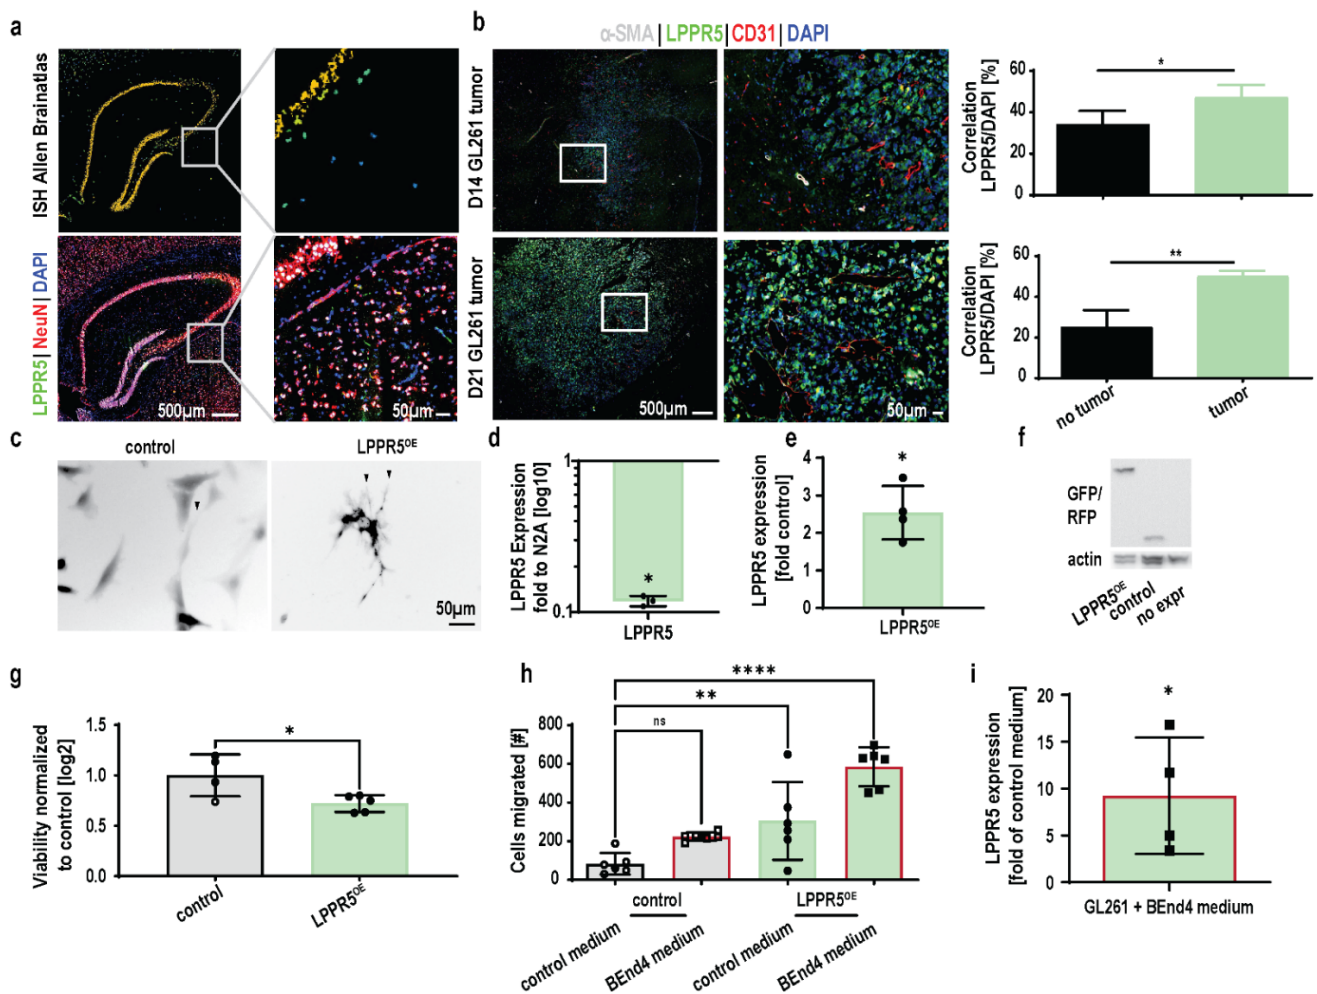 a
ISH Allen Brainatlas
LPPR5 | NeuN | DAPI
500µm
50µm
b
α-SMA | LPPR5 | CD31 | DAPI
D14 GL261 tumor
D21 GL261 tumor
500µm
50µm
Correlation
LPPR5/DAPI [%]
60
40
20
0
*
Correlation
LPPR5/DAPI [%]
60
40
20
0
**
no tumor
tumor
c
control
LPPR5OE
50µm
d
LPPR5 Expression
fold to N2A [log10]
1
0.1
*
LPPR5
e
LPPR5 expression
[fold control]
4
3
2
1
0
*
LPPR5OE
f
GFP/
RFP
actin
LPPR5OE
control
no expr
g
Viability normalized
to control [log2]
1.5
1.0
0.5
0.0
*
control
LPPR5OE
h
Cells migrated [#]
800
600
400
200
0
****
**
ns
control
LPPR5OE
control medium
BEnd4 medium
control medium
BEnd4 medium
i
LPPR5 expression
[fold of control medium]
20
15
10
5
0
*
GL261 + BEnd4 medium